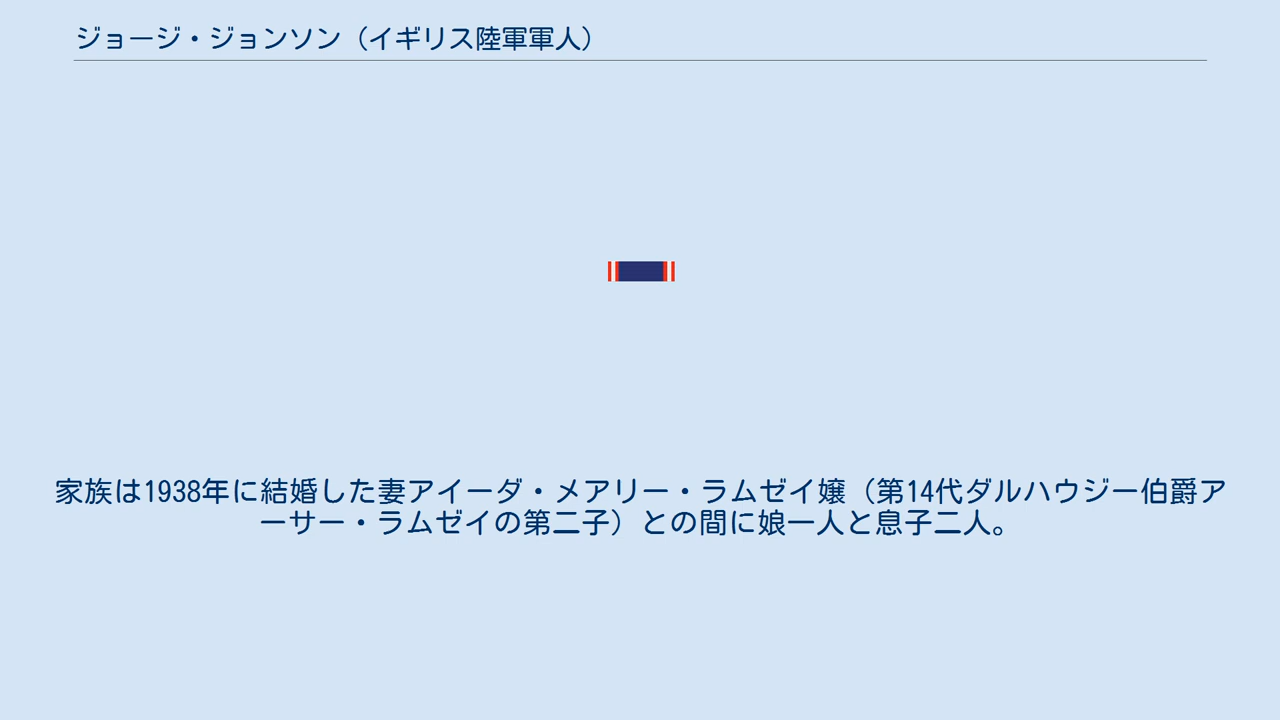 ジョージ・ジョンソン（イギリス陸軍軍人）
家族は1938年に結婚した妻アイーダ・メアリー・ラムゼイ嬢（第14代ダルハウジー伯爵ア
ーサー・ラムゼイの第二子）との間に娘一人と息子二人。